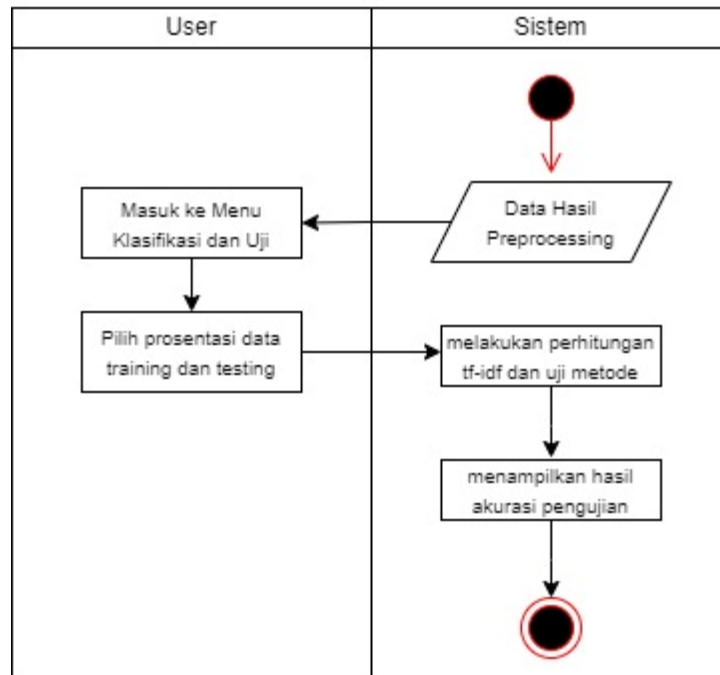 User
Sistem
Data Hasil
Preprocessing
Masuk ke Menu
Klasifikasi dan Uji
Pilih prosentasi data
training dan testing
melakukan perhitungan
tf-idf dan uji metode
menampilkan hasil
akurasi pengujian